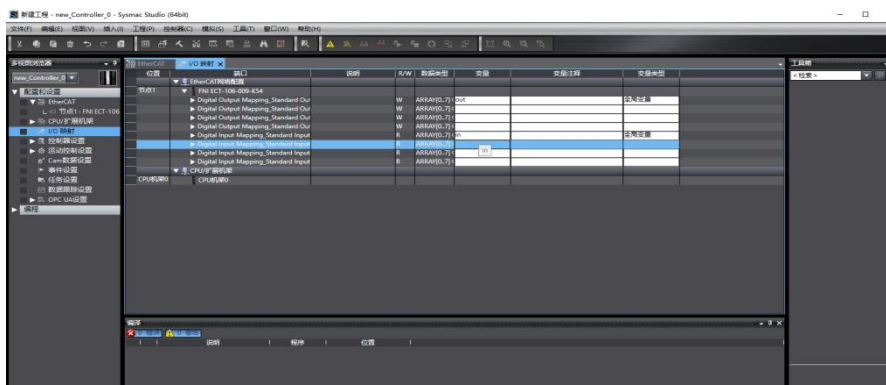 新建工程 - new_Controller_0 - Sysmac Studio (64bit)
文件(F) 编辑(E) 视图(V) 插入(I) 工程(P) 控制器(C) 模拟(S) 工具(T) 窗口(W) 帮助(H)
多视图浏览器
new_Controller_0
配置和设置
EtherCAT
节点1 : FNI ECT-106
CPU/扩展机架
I/O 映射
控制器设置
运动控制设置
Cam数据设置
事件设置
任务设置
数据跟踪设置
OPC UA设置
编程
EtherCAT I/O 映射
位置 端口 说明 R/W 数据类型 变量 变量注释 变量类型
EtherCAT网络配置
节点1 FNI ECT-106-009-K54
Digital Output Mapping_Standard Out W ARRAY[0..7] out 全局变量
Digital Output Mapping_Standard Out W ARRAY[0..7]
Digital Output Mapping_Standard Out W ARRAY[0..7]
Digital Output Mapping_Standard Out W ARRAY[0..7]
Digital Input Mapping_Standard Input R ARRAY[0..7] in 全局变量
Digital Input Mapping_Standard Input R ARRAY[0..7]
in
Digital Input Mapping_Standard Input R ARRAY[0..7]
Digital Input Mapping_Standard Input R ARRAY[0..7]
CPU/扩展机架
CPU机架0 CPU机架0
工具箱
<检索>
编译
说明 程序 位置